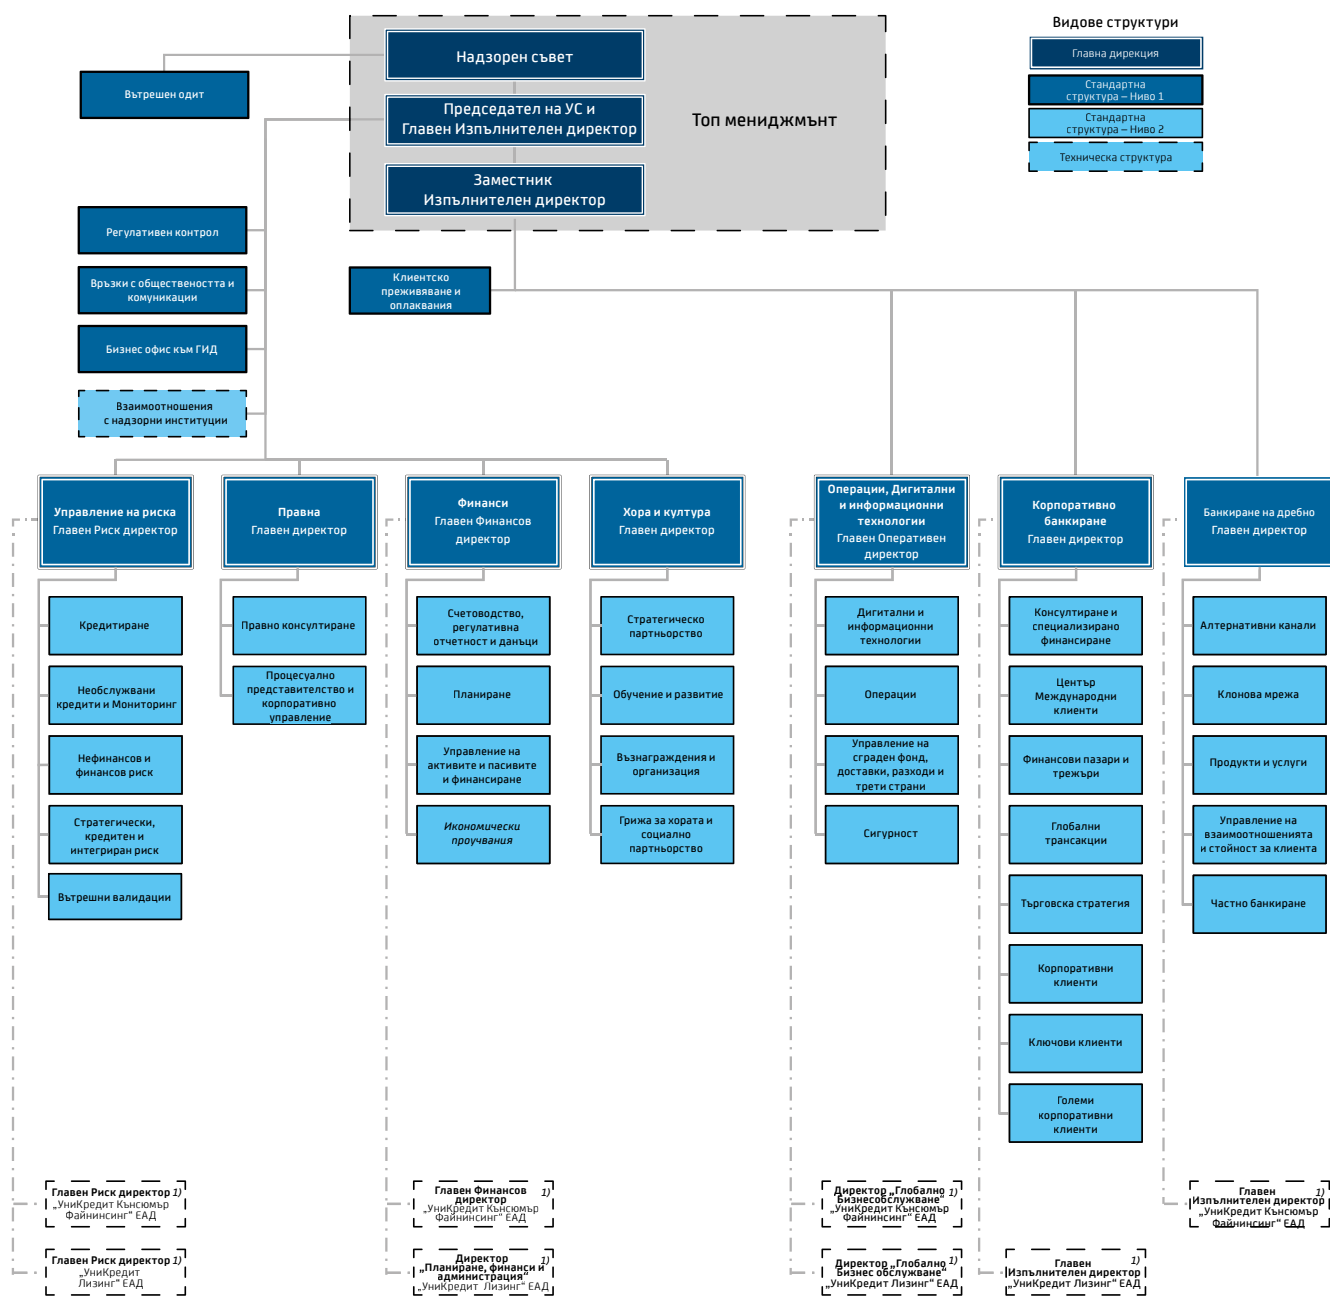 Видове структури
Главна дирекция
Стандартна
структура – Ниво 1
Стандартна
структура – Ниво 2
Техническа структура
Надзорен съвет
Председател на УС и
Главен Изпълнителен директор
Заместник
Изпълнителен директор
Топ мениджмънт
Вътрешен одит
Регулативен контрол
Връзки с обществеността и
комуникации
Бизнес офис към ГИД
Взаимоотношения
с надзорни институции
Клиентско
преживяване и
оплаквания
Управление на риска
Главен Риск директор
Правна
Главен директор
Финанси
Главен Финансов
директор
Хора и култура
Главен директор
Операции, Дигитални
и информационни
технологии
Главен Оперативен
директор
Корпоративно
банкиране
Главен директор
Банкиране на дребно
Главен директор
Кредитиране
Необслужвани
кредити и Мониторинг
Нефинансов и
финансов риск
Стратегически,
кредитен и
интегриран риск
Вътрешни валидации
Правно консултиране
Процесуално
представителство и
корпоративно
управление
Счетоводство,
регулативна
отчетност и данъци
Планиране
Управление на
активите и пасивите
и финансиране
Икономически
проучвания
Стратегическо
партньорство
Обучение и развитие
Възнаграждения и
организация
Грижа за хората и
социално
партньорство
Дигитални и
информационни
технологии
Операции
Управление на
сграден фонд,
доставки, разходи и
трети страни
Сигурност
Консултиране и
специализирано
финансиране
Център
Международни
клиенти
Финансови пазари и
трежъри
Глобални
трансакции
Търговска стратегия
Корпоративни
клиенти
Ключови клиенти
Големи
корпоративни
клиенти
Алтернативни канали
Клонова мрежа
Продукти и услуги
Управление на
взаимоотношенията
и стойност за клиента
Частно банкиране
Главен Риск директор 1)
„УниКредит Кънсюмър
Файнинсинг“ ЕАД
Главен Риск директор 1)
„УниКредит
Лизинг“ ЕАД
Главен Финансов 1)
директор
„УниКредит Кънсюмър
Файнинсинг“ ЕАД
Директор 1)
„Планиране, финанси и
администрация“
„УниКредит Лизинг“ ЕАД
Директор „Глобално 1)
Бизнесобслужване“
„УниКредит Кънсюмър
Файнинсинг“ ЕАД
Директор „Глобално 1)
Бизнес обслужване“
„УниКредит Лизинг“ ЕАД
Главен 1)
Изпълнителен директор
„УниКредит Лизинг“ ЕАД
Главен 1)
Изпълнителен директор
„УниКредит Кънсюмър
Файнинсинг“ ЕАД